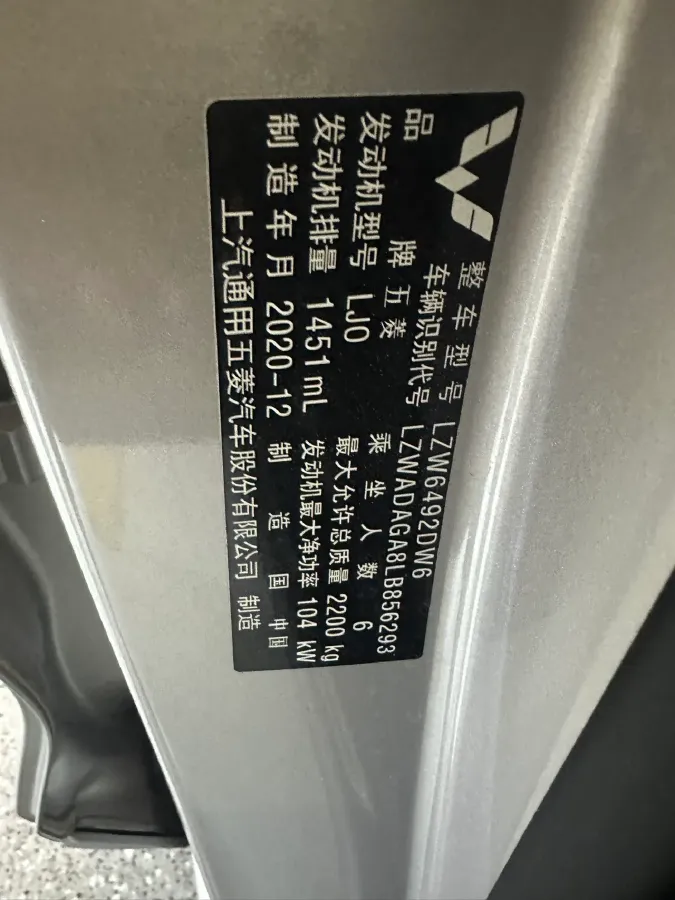 整车型号 LZW6492DW6
车辆识别代号 LZWADAGA8LB856293
品牌 五菱 乘坐人数 6
发动机型号 LJO 最大允许总质量 2200 kg
发动机排量 1451 mL 发动机最大净功率 104 kW
制造年月 2020-12 制造国 中国
上汽通用五菱汽车股份有限公司 制造